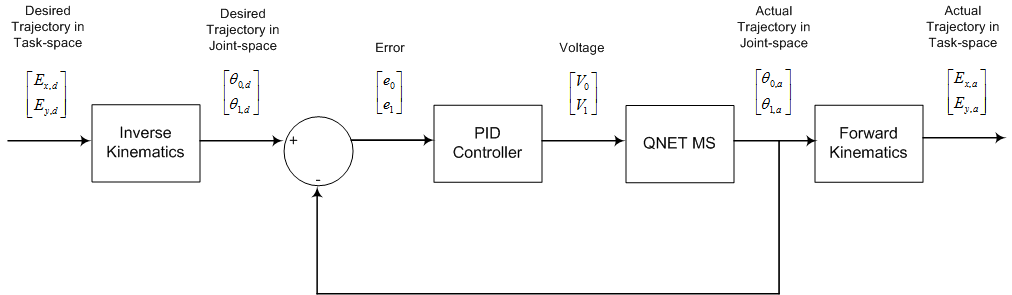 Desired
Trajectory in
Task-space
Desired
Trajectory in
Joint-space
Error
Voltage
Actual
Trajectory in
Joint-space
Actual
Trajectory in
Task-space
[E_{x,d}]
[E_{y,d}]
[θ_{0,d}]
[θ_{1,d}]
[e_0]
[e_1]
[V_0]
[V_1]
[θ_{0,a}]
[θ_{1,a}]
[E_{x,a}]
[E_{y,a}]
Inverse
Kinematics
+
-
PID
Controller
QNET MS
Forward
Kinematics